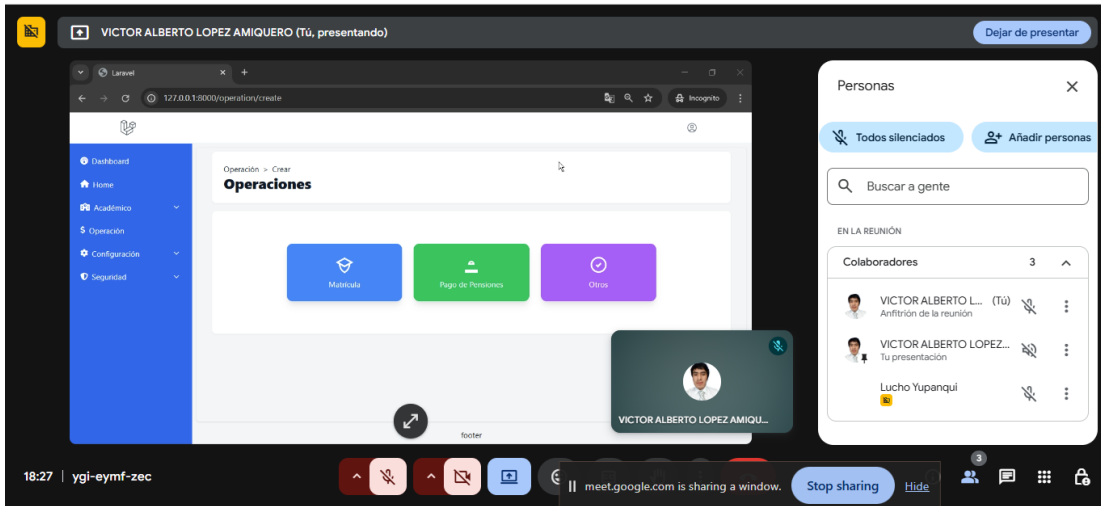 VICTOR ALBERTO LOPEZ AMIQUERO (Tú, presentando)
Dejar de presentar
Laravel
127.0.0.1:8000/operation/create
Incognito
Dashboard
Home
Académico
Operación
Configuración
Seguridad
Operación > Crear
Operaciones
Matrícula
Pago de Pensiones
Otros
footer
VICTOR ALBERTO LOPEZ AMIQU...
Personas
Todos silenciados
Añadir personas
Buscar a gente
EN LA REUNIÓN
Colaboradores 3
VICTOR ALBERTO L... (Tú)
Anfitrión de la reunión
VICTOR ALBERTO LOPEZ...
Tu presentación
Lucho Yupanqui
18:27 | ygi-eymf-zec
meet.google.com is sharing a window.
Stop sharing
Hide
3